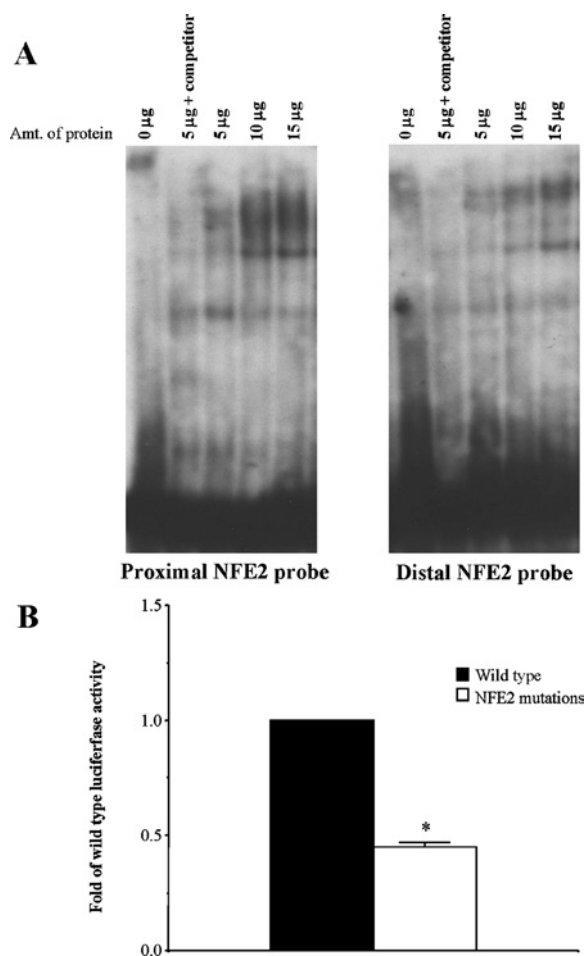 A
Amt. of protein
0 µg
5 µg + competitor
5 µg
10 µg
15 µg
0 µg
5 µg + competitor
5 µg
10 µg
15 µg
Proximal NFE2 probe
Distal NFE2 probe
B
Fold of wild type luciferfase activity
1.5
1.0
0.5
0.0
*
Wild type
NFE2 mutations